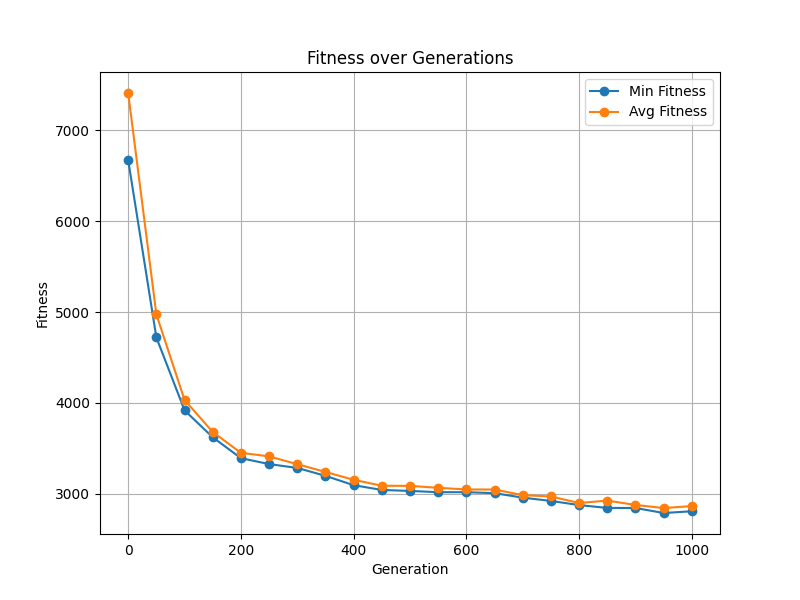 Fitness over Generations
Min Fitness
Avg Fitness
7000
6000
5000
4000
3000
Fitness
0 200 400 600 800 1000
Generation